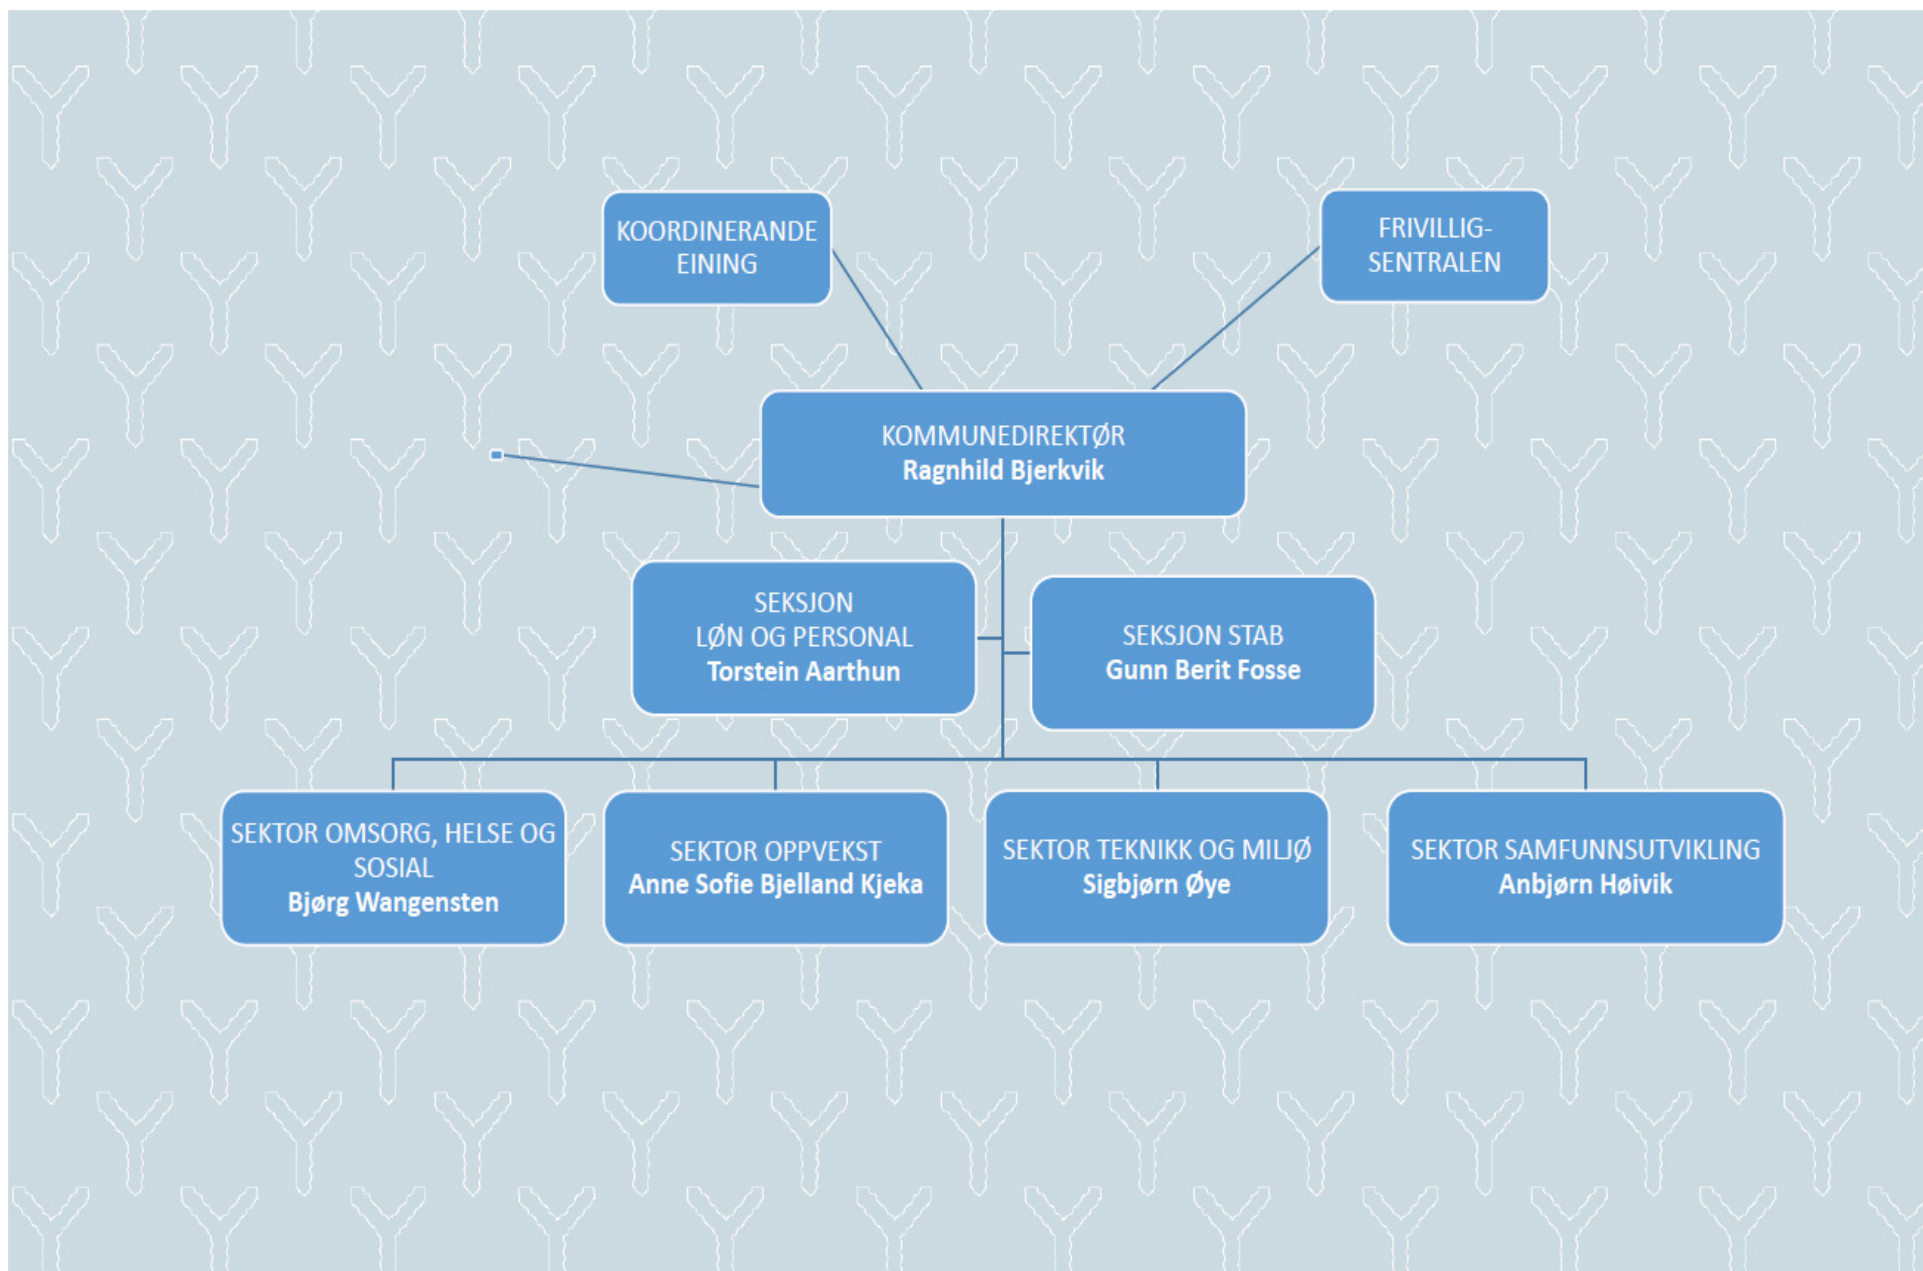 KOORDINERANDE
EINING
FRIVILLIG-
SENTRALEN
KOMMUNEDIREKTØR
Ragnhild Bjerkvik
SEKSJON
LØN OG PERSONAL
Torstein Aarthun
SEKSJON STAB
Gunn Berit Fosse
SEKTOR OMSORG, HELSE OG
SOSIAL
Bjørg Wangensten
SEKTOR OPPVEKST
Anne Sofie Bjelland Kjeka
SEKTOR TEKNIKK OG MILJØ
Sigbjørn Øye
SEKTOR SAMFUNNSUTVIKLING
Anbjørn Høivik